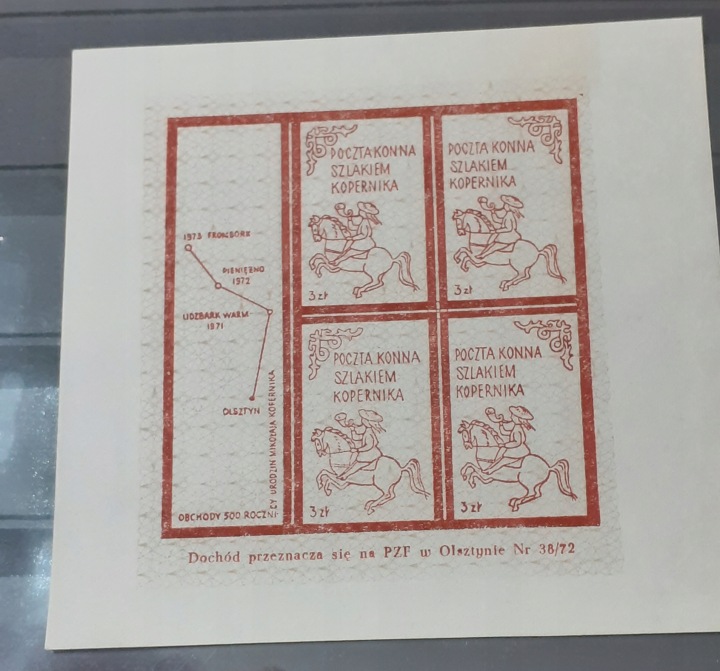 1973 FROMBORK
PIENIĘŻNO
1972
LIDZBARK WARM.
1971
OLSZTYN
OBCHODY 500 ROCZNICY URODZIN MIKOŁAJA KOPERNIKA
POCZTA KONNA
SZLAKIEM
KOPERNIKA
3 zł
POCZTA KONNA
SZLAKIEM
KOPERNIKA
3 zł
POCZTA KONNA
SZLAKIEM
KOPERNIKA
3 zł
POCZTA KONNA
SZLAKIEM
KOPERNIKA
3 zł
Dochód przeznacza się na PZF w Olsztynie Nr 38/72